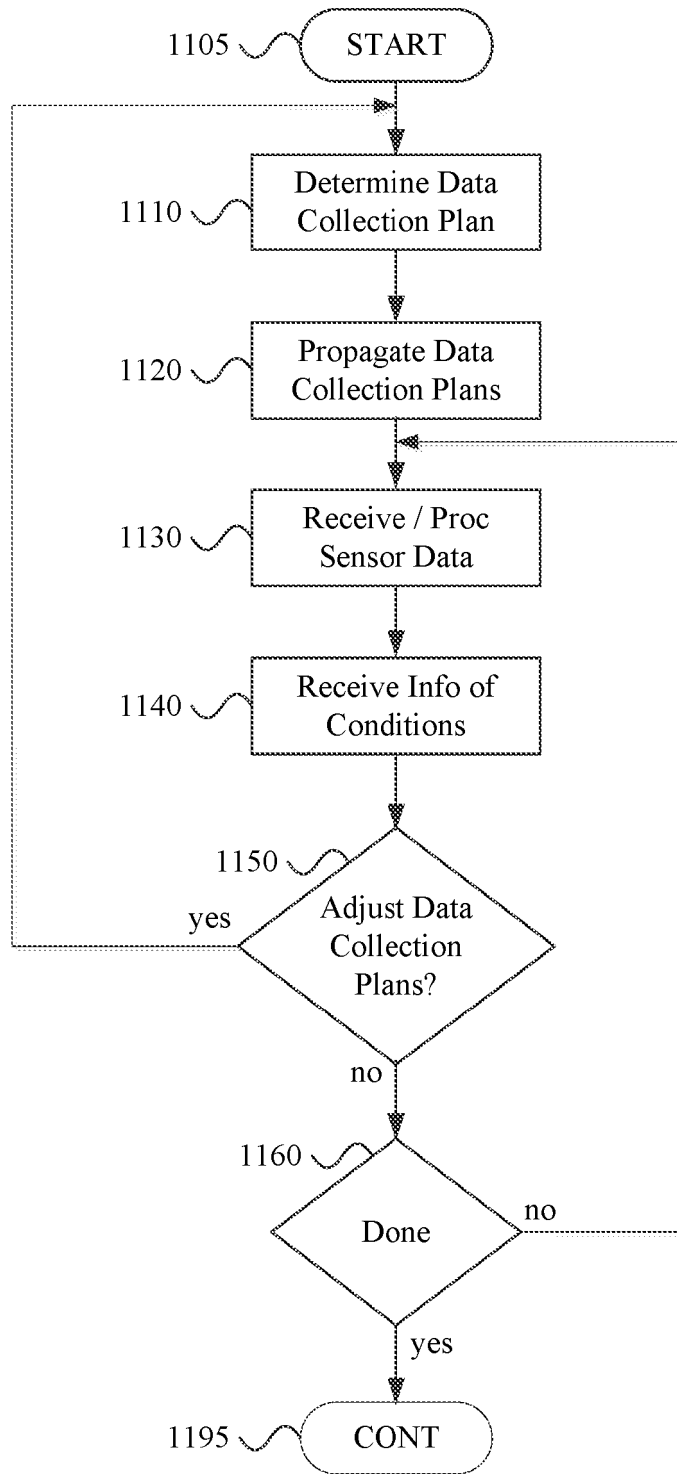 1105
START
1110
Determine Data
Collection Plan
1120
Propagate Data
Collection Plans
1130
Receive / Proc
Sensor Data
1140
Receive Info of
Conditions
1150
yes
Adjust Data
Collection
Plans?
no
1160
Done
no
yes
1195
CONT